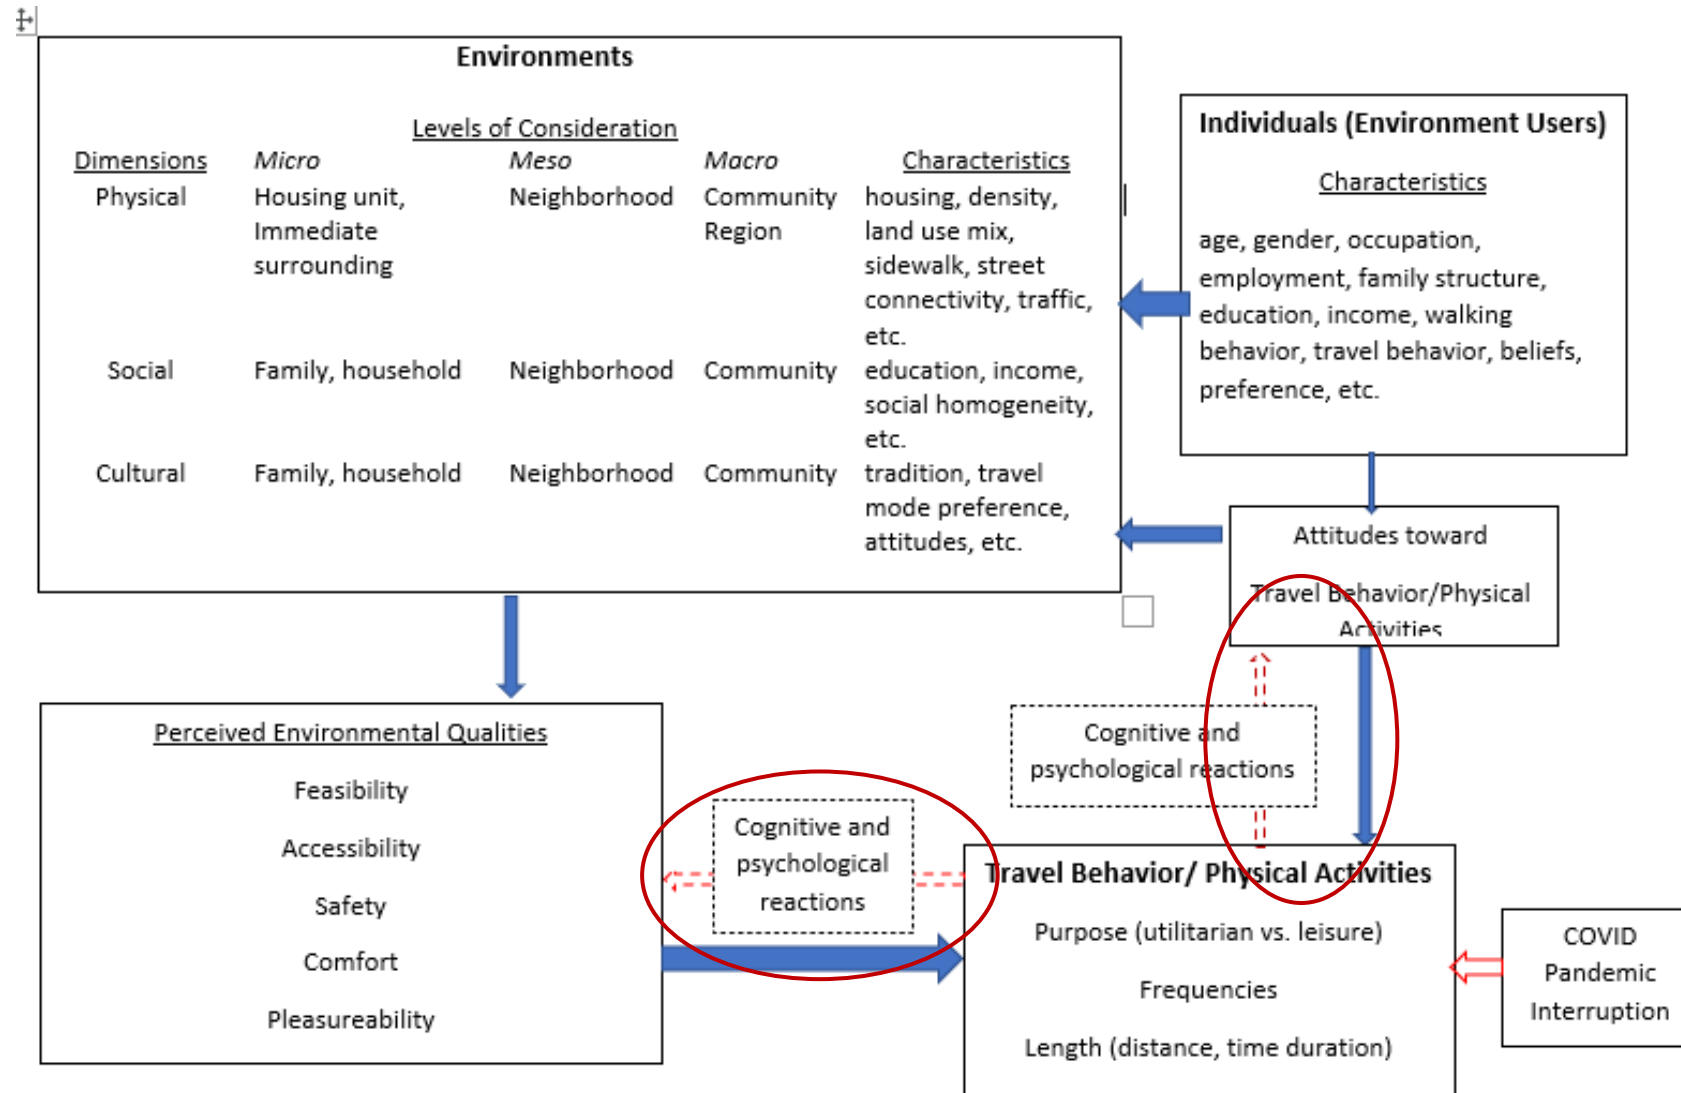 Environments
Levels of Consideration
Dimensions Micro Meso Macro Characteristics
Physical Housing unit, Neighborhood Community housing, density,
Immediate Region land use mix,
surrounding sidewalk, street
connectivity, traffic,
etc.
Social Family, household Neighborhood Community education, income,
social homogeneity,
etc.
Cultural Family, household Neighborhood Community tradition, travel
mode preference,
attitudes, etc.
Individuals (Environment Users)
Characteristics
age, gender, occupation,
employment, family structure,
education, income, walking
behavior, travel behavior, beliefs,
preference, etc.
Attitudes toward
Travel Behavior/Physical
Activities
Perceived Environmental Qualities
Feasibility
Accessibility
Safety
Comfort
Pleasureability
Cognitive and
psychological
reactions
Cognitive and
psychological reactions
Travel Behavior/ Physical Activities
Purpose (utilitarian vs. leisure)
Frequencies
Length (distance, time duration)
COVID
Pandemic
Interruption